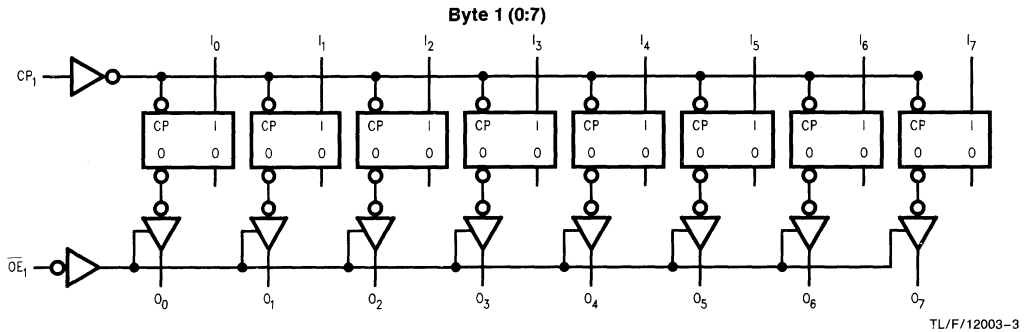 Byte 1 (0:7)
I0 I1 I2 I3 I4 I5 I6 I7
CP1
CP I CP I CP I CP I CP I CP I CP I CP I
O O O O O O O O O O O O O O O O
OE1
O0 O1 O2 O3 O4 O5 O6 O7
TL/F/12003-3